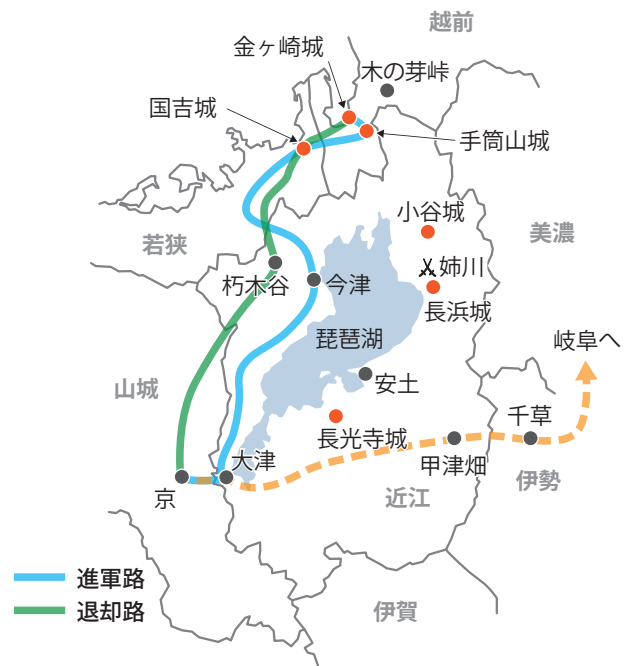 越前
金ヶ崎城
木の芽峠
国吉城
手筒山城
小谷城
美濃
若狭
姉川
朽木谷
今津
長浜城
琵琶湖
岐阜へ
安土
山城
千草
長光寺城
大津
甲津畑
伊勢
京
近江
進軍路
退却路
伊賀